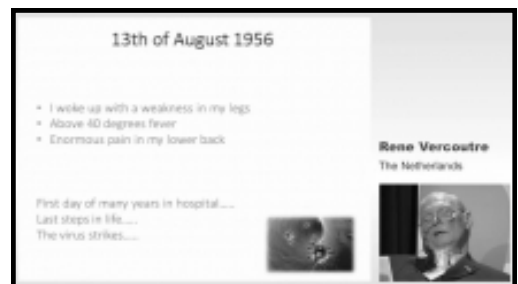 13th of August 1956
• I woke up with a weakness in my legs
• Above 40 degrees fever
• Enormous pain in my lower back
First day of many years in hospital.....
Last steps in life.....
The virus strikes.....
Rene Vercoutre
The Netherlands